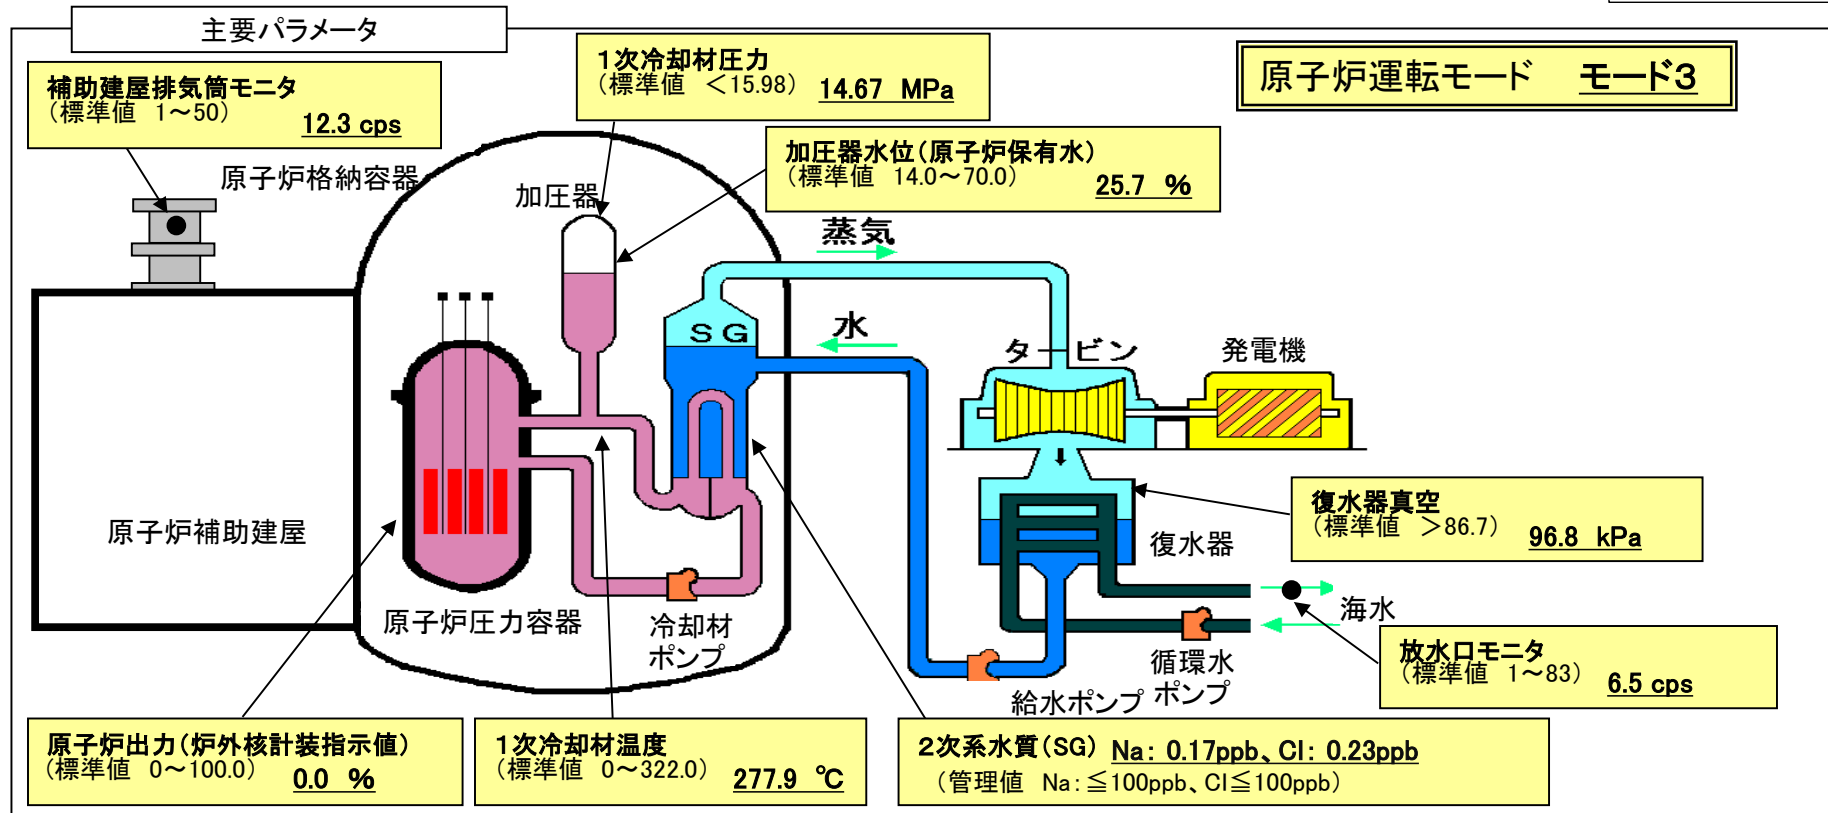 主要パラメータ
原子炉運転モード　モード3
補助建屋排気筒モニタ
（標準値　1～50）
12.3 cps
1次冷却材圧力
（標準値　＜15.98）
14.67　MPa
加圧器水位（原子炉保有水）
（標準値　14.0～70.0）
25.7　%
原子炉格納容器
加圧器
蒸気
水
SG
タービン
発電機
復水器真空
（標準値　＞86.7）
96.8　kPa
復水器
原子炉補助建屋
原子炉圧力容器
冷却材
ポンプ
給水ポンプ
循環水
ポンプ
海水
放水口モニタ
（標準値　1～83）
6.5 cps
原子炉出力（炉外核計装指示値）
（標準値　0～100.0）
0.0　%
1次冷却材温度
（標準値　0～322.0）
277.9　℃
2次系水質（SG）　Na： 0.17ppb、Cl： 0.23ppb
（管理値　Na：≦100ppb、Cl≦100ppb）